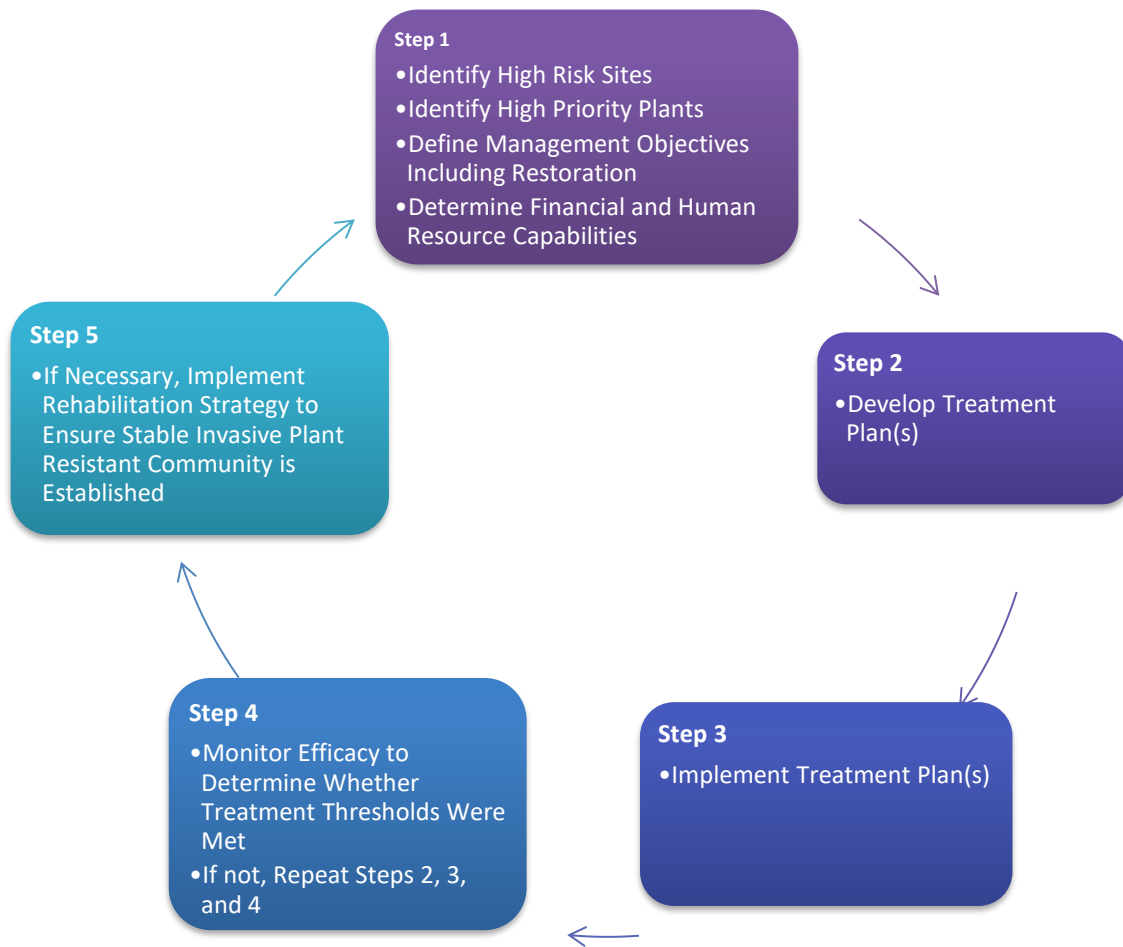 Step 1
•Identify High Risk Sites
•Identify High Priority Plants
•Define Management Objectives
Including Restoration
•Determine Financial and Human
Resource Capabilities
Step 2
•Develop Treatment
Plan(s)
Step 3
•Implement Treatment Plan(s)
Step 4
•Monitor Efficacy to
Determine Whether
Treatment Thresholds Were
Met
•If not, Repeat Steps 2, 3,
and 4
Step 5
•If Necessary, Implement
Rehabilitation Strategy to
Ensure Stable Invasive Plant
Resistant Community is
Established